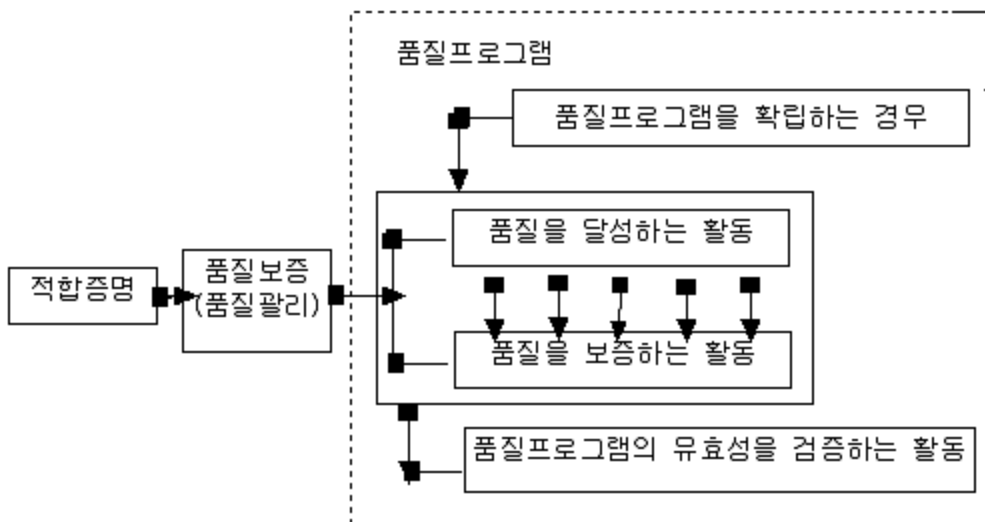 품질프로그램
품질프로그램을 확립하는 경우
품질을 달성하는 활동
적합증명
품질보증
(품질괄리)
품질을 보증하는 활동
품질프로그램의 유효성을 검증하는 활동